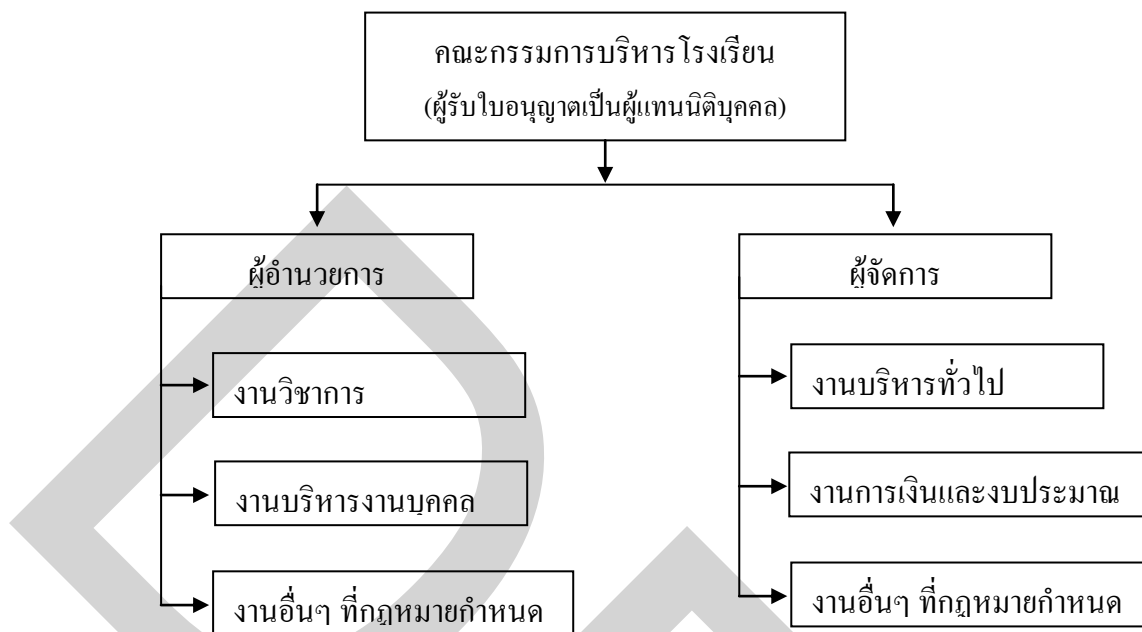 คณะกรรมการบริหารโรงเรียน
(ผู้รับใบอนุญาตเป็นผู้แทนนิติบุคคล)
ผู้อำนวยการ
งานวิชาการ
งานบริหารงานบุคคล
งานอื่นๆ ที่กฎหมายกำหนด
ผู้จัดการ
งานบริหารทั่วไป
งานการเงินและงบประมาณ
งานอื่นๆ ที่กฎหมายกำหนด